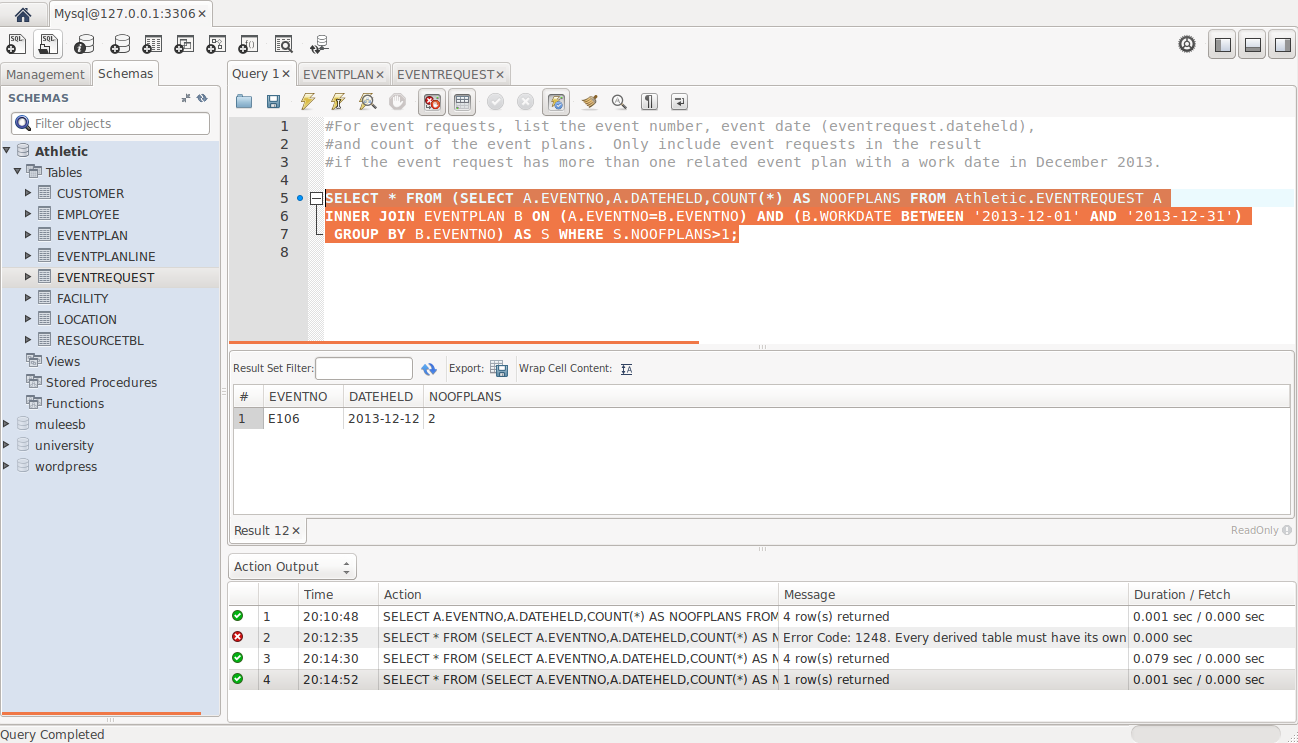 Mysql@127.0.0.1:3306 ×
Management
Schemas
SCHEMAS
Filter objects
Athletic
Tables
CUSTOMER
EMPLOYEE
EVENTPLAN
EVENTPLANLINE
EVENTREQUEST
FACILITY
LOCATION
RESOURCETBL
Views
Stored Procedures
Functions
muleesb
university
wordpress
Query 1 ×
EVENTPLAN ×
EVENTREQUEST ×
1 #For event requests, list the event number, event date (eventrequest.dateheld),
2 #and count of the event plans.  Only include event requests in the result
3 #if the event request has more than one related event plan with a work date in December 2013.
4
5 SELECT * FROM (SELECT A.EVENTNO,A.DATEHELD,COUNT(*) AS NOOFPLANS FROM Athletic.EVENTREQUEST A
6 INNER JOIN EVENTPLAN B ON (A.EVENTNO=B.EVENTNO) AND (B.WORKDATE BETWEEN '2013-12-01' AND '2013-12-31')
7 GROUP BY B.EVENTNO) AS S WHERE S.NOOFPLANS>1;
8
Result Set Filter:
Export:
Wrap Cell Content:
# EVENTNO DATEHELD NOOFPLANS
1 E106 2013-12-12 2
Result 12 ×
ReadOnly
Action Output
Time Action Message Duration / Fetch
1 20:10:48 SELECT A.EVENTNO,A.DATEHELD,COUNT(*) AS NOOFPLANS FROM 4 row(s) returned 0.001 sec / 0.000 sec
2 20:12:35 SELECT * FROM (SELECT A.EVENTNO,A.DATEHELD,COUNT(*) AS N Error Code: 1248. Every derived table must have its own 0.000 sec
3 20:14:30 SELECT * FROM (SELECT A.EVENTNO,A.DATEHELD,COUNT(*) AS N 4 row(s) returned 0.079 sec / 0.000 sec
4 20:14:52 SELECT * FROM (SELECT A.EVENTNO,A.DATEHELD,COUNT(*) AS N 1 row(s) returned 0.001 sec / 0.000 sec
Query Completed